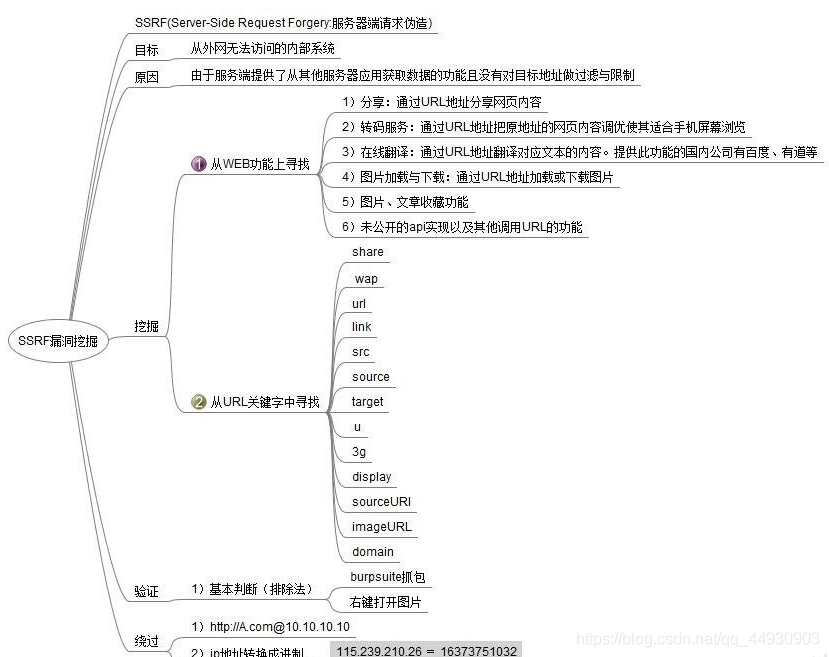 SSRF(Server-Side Request Forgery:服务器端请求伪造)
目标
从外网无法访问的内部系统
原因
由于服务端提供了从其他服务器应用获取数据的功能且没有对目标地址做过滤与限制
SSRF漏洞挖掘
挖掘
1 从WEB功能上寻找
1）分享：通过URL地址分享网页内容
2）转码服务：通过URL地址把原地址的网页内容调优使其适合手机屏幕浏览
3）在线翻译：通过URL地址翻译对应文本的内容。提供此功能的国内公司有百度、有道等
4）图片加载与下载：通过URL地址加载或下载图片
5）图片、文章收藏功能
6）未公开的api实现以及其他调用URL的功能
2 从URL关键字中寻找
share
wap
url
link
src
source
target
u
3g
display
sourceURl
imageURL
domain
验证
1）基本判断（排除法）
burpsuite抓包
右键打开图片
绕过
1）http://A.com@10.10.10.10
2）ip地址转换成进制
115.239.210.26 = 16373751032
https://blog.csdn.net/qq_44930903